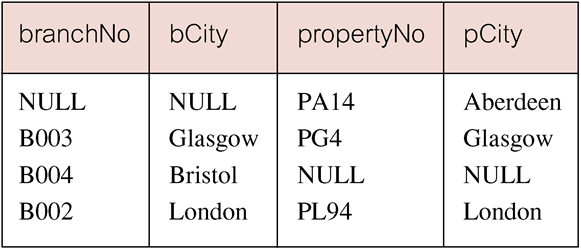 branchNo bCity propertyNo pCity
NULL NULL PA14 Aberdeen
B003 Glasgow PG4 Glasgow
B004 Bristol NULL NULL
B002 London PL94 London